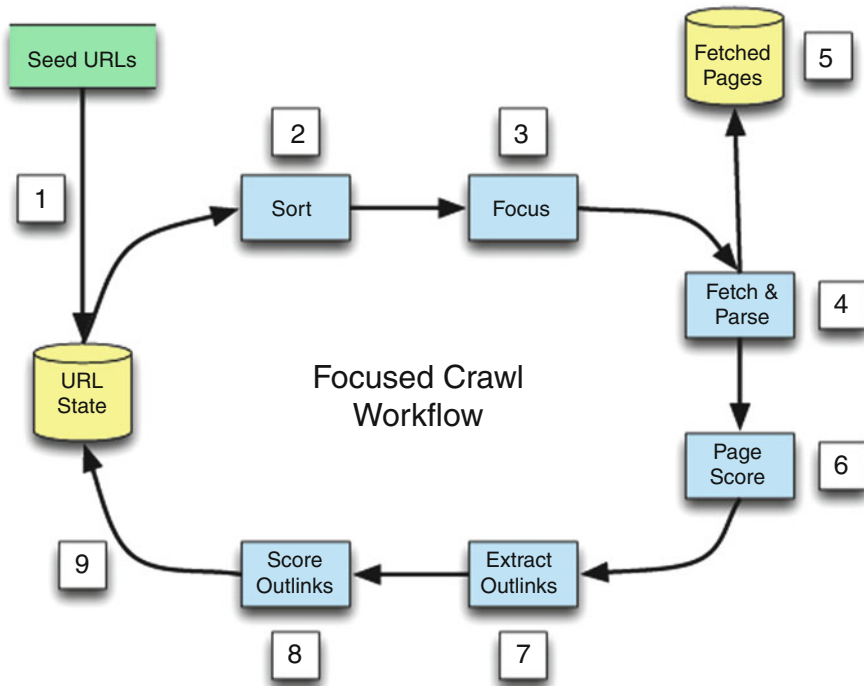 Seed URLs
Fetched
Pages
5
2
3
1
Sort
Focus
Fetch &
Parse
4
URL
State
Focused Crawl
Workflow
Page
Score
6
9
Score
Outlinks
Extract
Outlinks
8
7